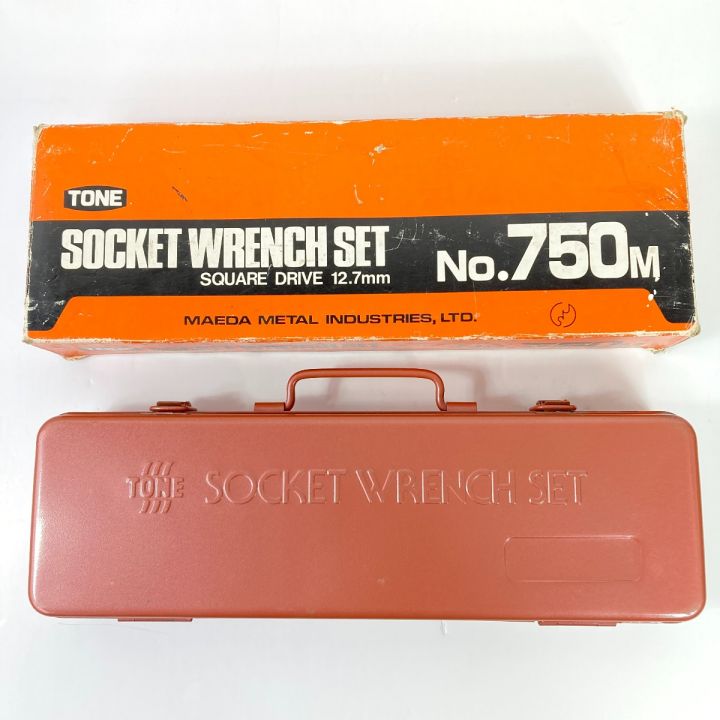 TONE
SOCKET WRENCH SET
SQUARE DRIVE 12.7mm
No.750M
MAEDA METAL INDUSTRIES, LTD.
TONE SOCKET WRENCH SET